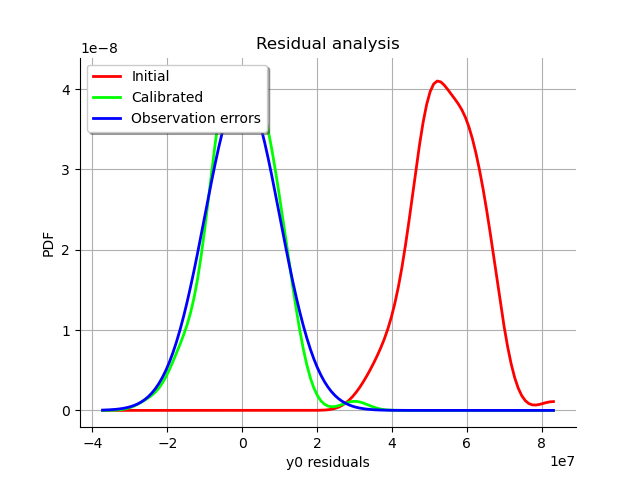 Residual analysis
1e−8
Initial
Calibrated
Observation errors
4
3
2
1
0
PDF
−4 −2 0 2 4 6 8
1e7
y0 residuals